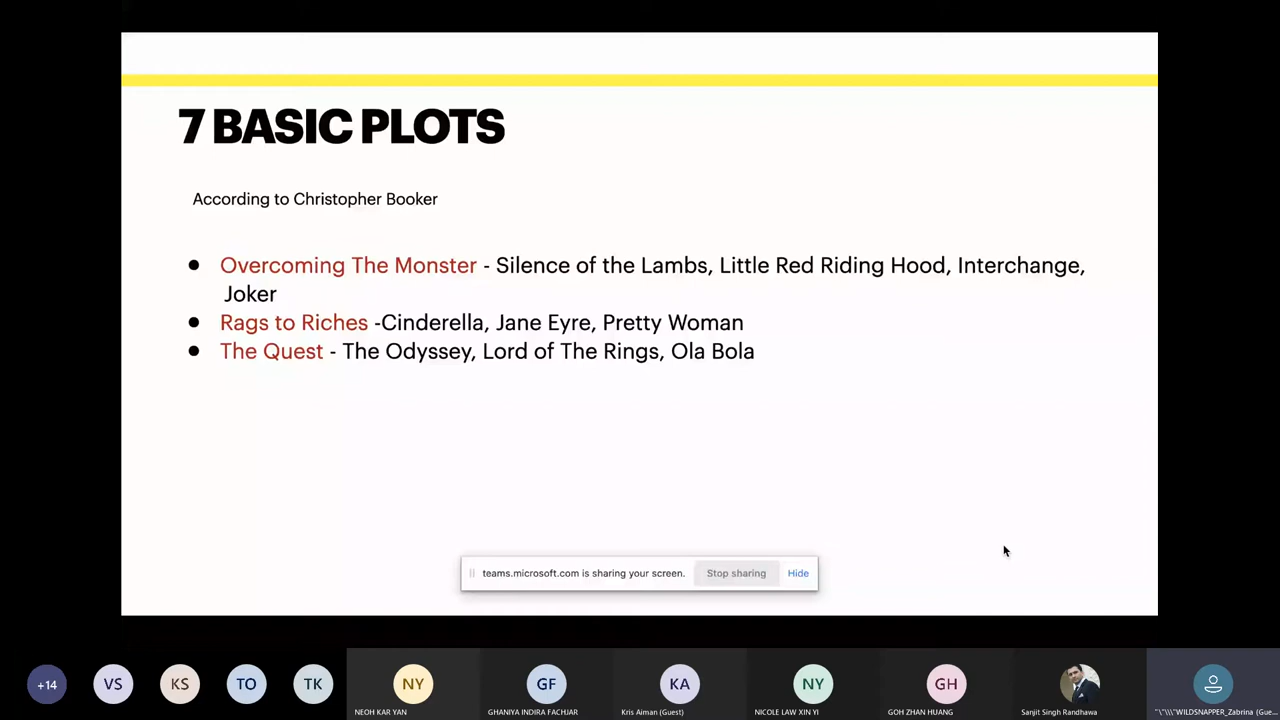 7 BASIC PLOTS
According to Christopher Booker
● Overcoming The Monster - Silence of the Lambs, Little Red Riding Hood, Interchange,
Joker
● Rags to Riches -Cinderella, Jane Eyre, Pretty Woman
● The Quest - The Odyssey, Lord of The Rings, Ola Bola
teams.microsoft.com is sharing your screen. Stop sharing Hide
+14 VS KS TO TK NY GF KA NY GH
NEOH KAR YAN GHANIYA INDIRA FACHJAR Kris Aiman (Guest) NICOLE LAW XIN YI GOH ZHAN HUANG Sanjit Singh Randhawa "\"\\\"WILDSNAPPER_Zabrina (Gue...